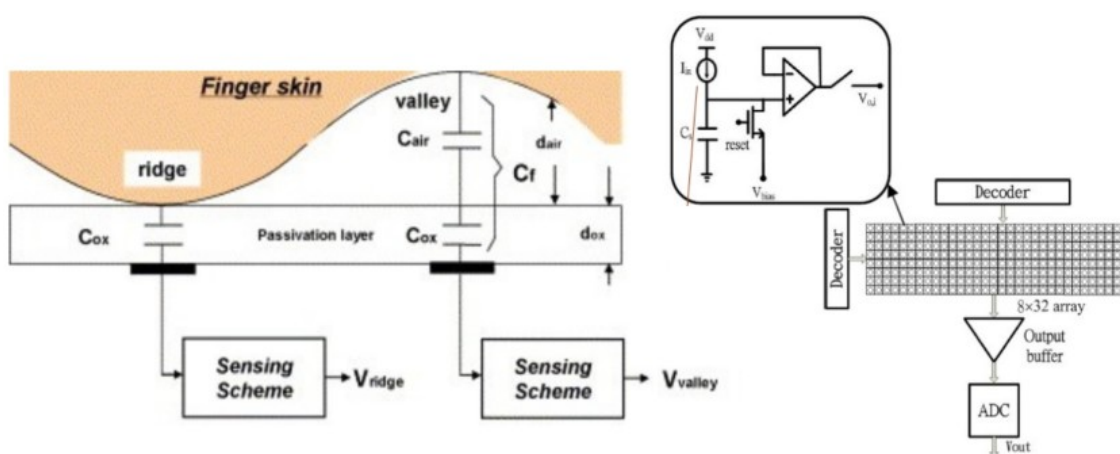 Finger skin
valley
Cair
dair
ridge
Cf
Cox
Passivation layer
Cox
dox
Sensing
Scheme
Vridge
Sensing
Scheme
Vvalley
Vdd
Iin
reset
Vbias
Decoder
Decoder
8×32 array
Output
buffer
ADC
Vout